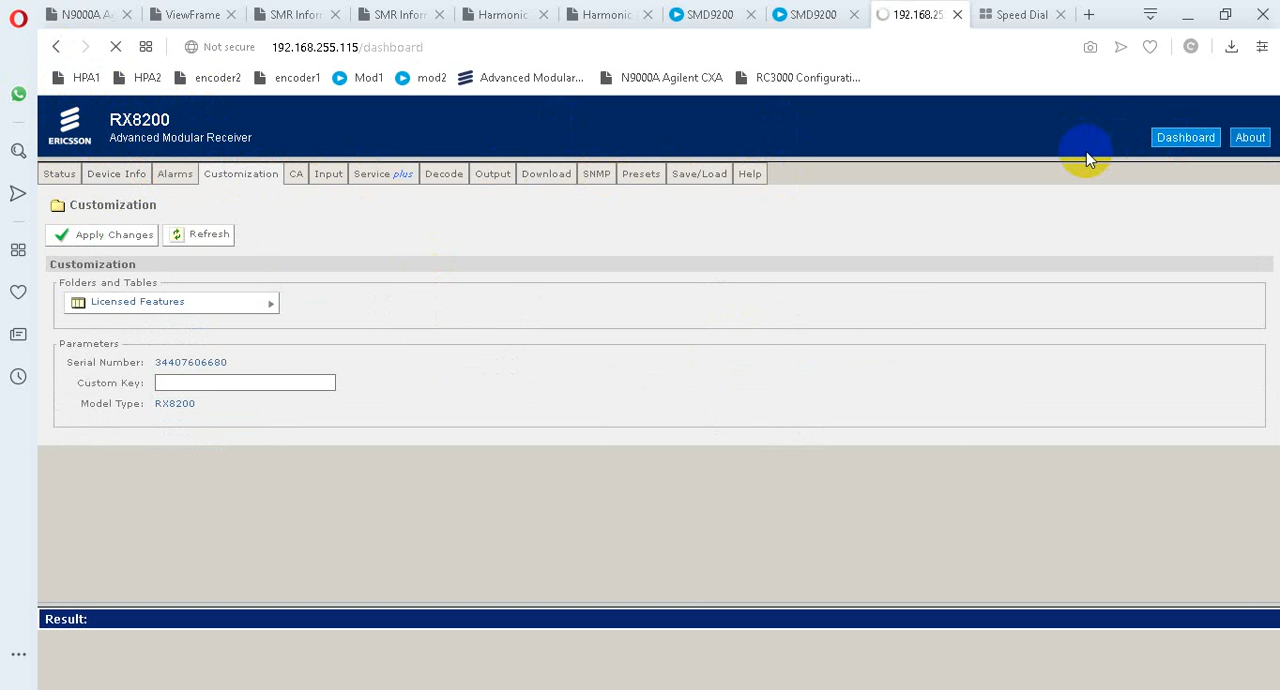 N9000A Ag ViewFrame SMR Infor SMR Infor Harmonic Harmonic SMD9200 SMD9200 192.168.25 Speed Dial
Not secure 192.168.255.115/dashboard
HPA1 HPA2 encoder2 encoder1 Mod1 mod2 Advanced Modular... N9000A Agilent CXA RC3000 Configurati...
ERICSSON
RX8200
Advanced Modular Receiver
Dashboard About
Status Device Info Alarms Customization CA Input Service plus Decode Output Download SNMP Presets Save/Load Help
Customization
Apply Changes Refresh
Customization
Folders and Tables
Licensed Features
Parameters
Serial Number: 34407606680
Custom Key:
Model Type: RX8200
Result: